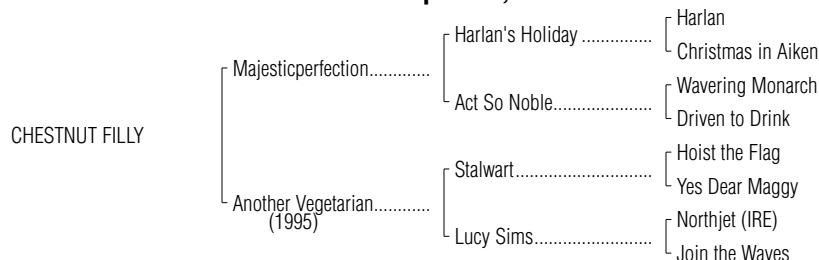 Harlan
Harlan's Holiday ...............
Christmas in Aiken
Majesticperfection.............
Wavering Monarch
Act So Noble.....................
Driven to Drink
CHESTNUT FILLY
Hoist the Flag
Stalwart.............................
Yes Dear Maggy
Another Vegetarian............
(1995)
Northjet (IRE)
Lucy Sims.........................
Join the Waves